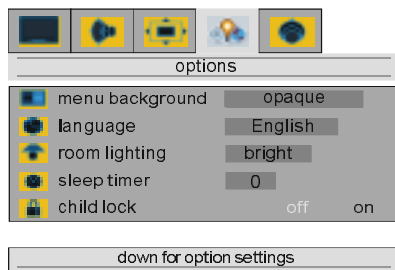 options
menu background opaque
language English
room lighting bright
sleep timer 0
child lock off on
down for option settings